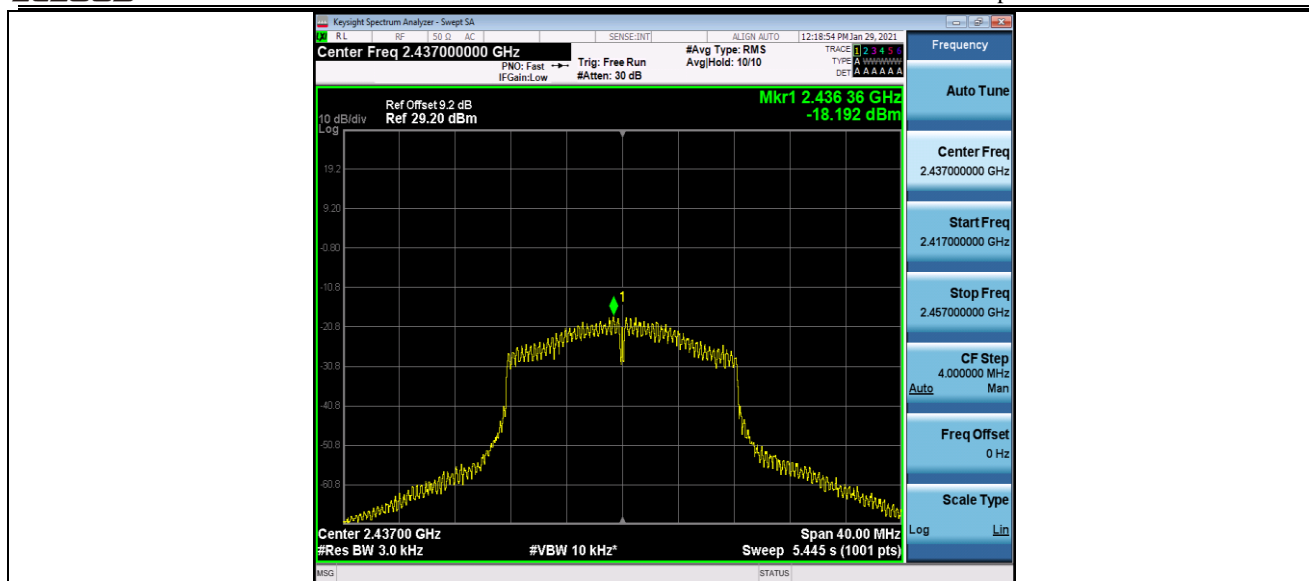 Keysight Spectrum Analyzer - Swept SA
LXI RL RF 50 Ω AC SENSE:INT ALIGN AUTO 12:18:54 PM Jan 29, 2021
Center Freq 2.437000000 GHz
PNO: Fast
IFGain:Low
Trig: Free Run
#Atten: 30 dB
#Avg Type: RMS
Avg|Hold: 10/10
TRACE 1 2 3 4 5 6
TYPE A WWWWW
DET A A A A A A
Mkr1 2.436 36 GHz
-18.192 dBm
Ref Offset 9.2 dB
10 dB/div Ref 29.20 dBm
Log
19.2
9.20
-0.80
-10.8
1
-20.8
-30.8
-40.8
-50.8
-60.8
Center 2.43700 GHz Span 40.00 MHz
#Res BW 3.0 kHz #VBW 10 kHz* Sweep 5.445 s (1001 pts)
MSG STATUS
Frequency
Auto Tune
Center Freq
2.437000000 GHz
Start Freq
2.417000000 GHz
Stop Freq
2.457000000 GHz
CF Step
4.000000 MHz
Auto Man
Freq Offset
0 Hz
Scale Type
Log Lin